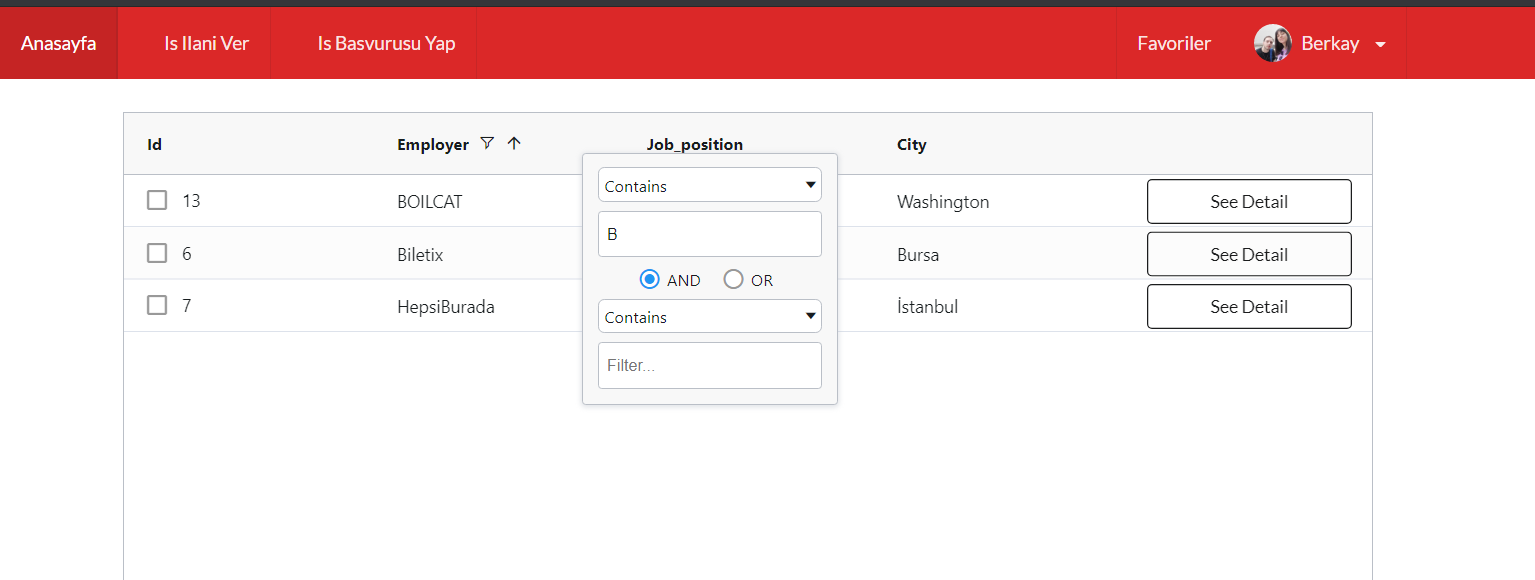 Anasayfa Is Ilani Ver Is Basvurusu Yap Favoriler Berkay
Id Employer Job_position City
13 BOILCAT Washington See Detail
6 Biletix Bursa See Detail
7 HepsiBurada İstanbul See Detail
Contains
B
AND OR
Contains
Filter...